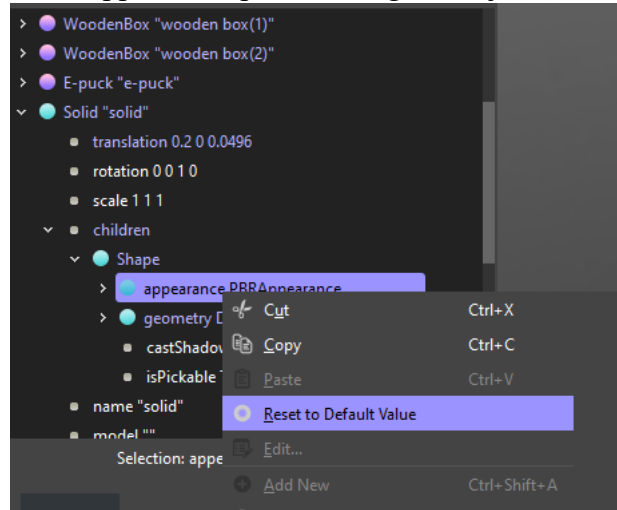 WoodenBox "wooden box(1)"
WoodenBox "wooden box(2)"
E-puck "e-puck"
Solid "solid"
translation 0.2 0 0.0496
rotation 0 0 1 0
scale 1 1 1
children
Shape
appearance PBRAppearance
geometry
castShadow
isPickable
name "solid"
model ""
Selection: appe
Cut Ctrl+X
Copy Ctrl+C
Paste Ctrl+V
Reset to Default Value
Edit...
Add New Ctrl+Shift+A